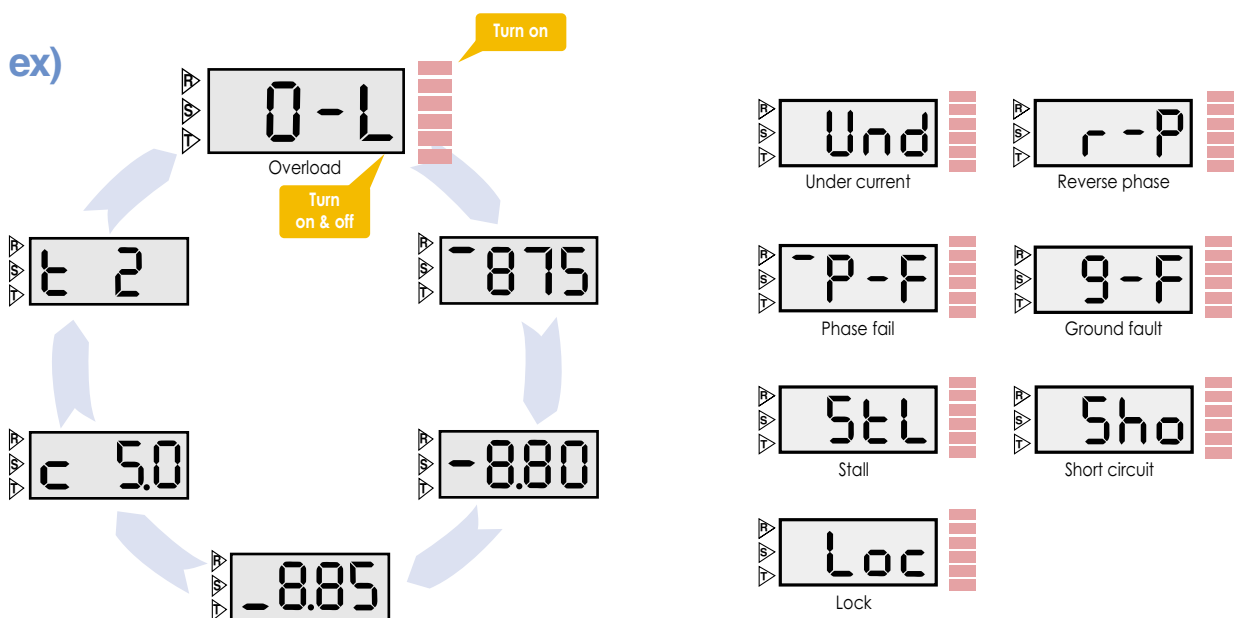 ex)
Turn on
R
S
T
O-L
Overload
Turn
on & off
R
S
T
¯875
R
S
T
-8.80
R
S
T
_8.85
R
S
T
c 5.0
R
S
T
t 2
R
S
T
Und
Under current
R
S
T
r-P
Reverse phase
R
S
T
¯P-F
Phase fail
R
S
T
g-F
Ground fault
R
S
T
StL
Stall
R
S
T
Sho
Short circuit
R
S
T
Loc
Lock